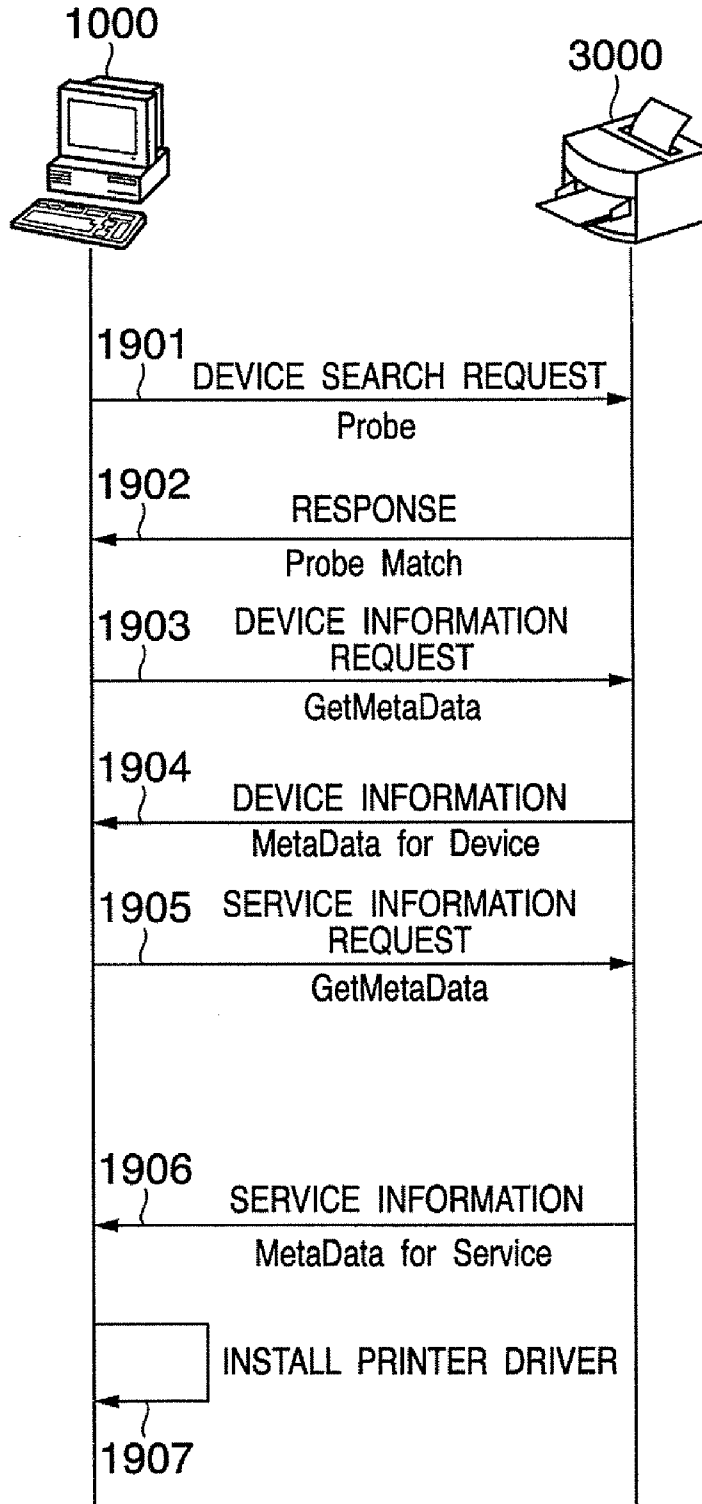 1000
3000
1901
DEVICE SEARCH REQUEST
Probe
1902
RESPONSE
Probe Match
1903
DEVICE INFORMATION
REQUEST
GetMetaData
1904
DEVICE INFORMATION
MetaData for Device
1905
SERVICE INFORMATION
REQUEST
GetMetaData
1906
SERVICE INFORMATION
MetaData for Service
INSTALL PRINTER DRIVER
1907